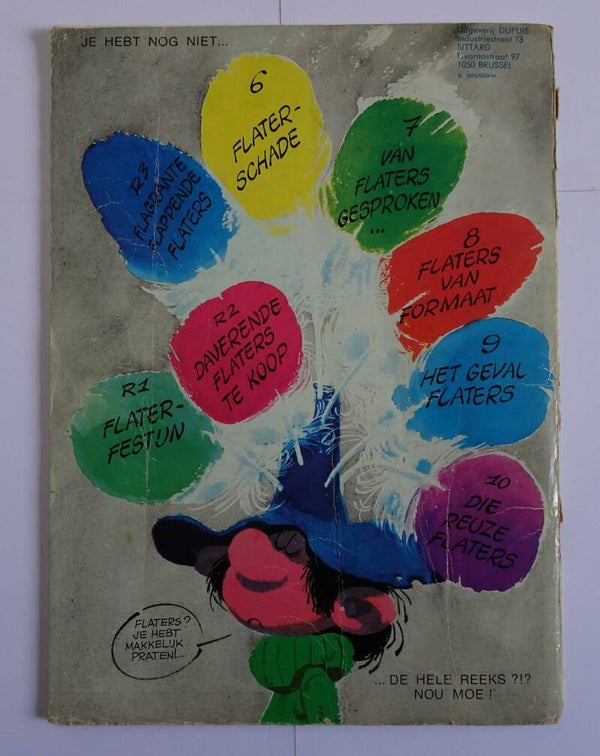 JE HEBT NOG NIET...
Uitgeverij DUPUIS
Industriestraat 13
SITTARD
Livornostraat 97
1050 BRUSSEL
6
FLATER-
SCHADE
7
VAN
FLATERS
GESPROKEN
...
R3
FLAGRANTE
FLAPPENDE
FLATERS
8
FLATERS
VAN
FORMAAT
R2
DAVERENDE
FLATERS
TE KOOP
9
HET GEVAL
FLATERS
R1
FLATER-
FESTIJN
10
DIE
REUZE
FLATERS
FLATERS?
JE HEBT
MAKKELIJK
PRATEN!...
... DE HELE REEKS ?!?
NOU MOE !